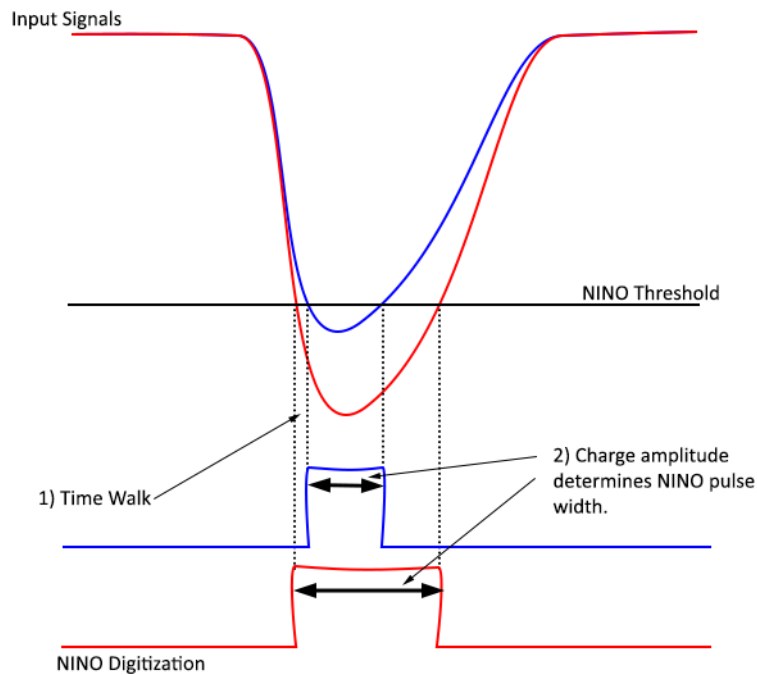 Input Signals
NINO Threshold
1) Time Walk
2) Charge amplitude
determines NINO pulse
width.
NINO Digitization